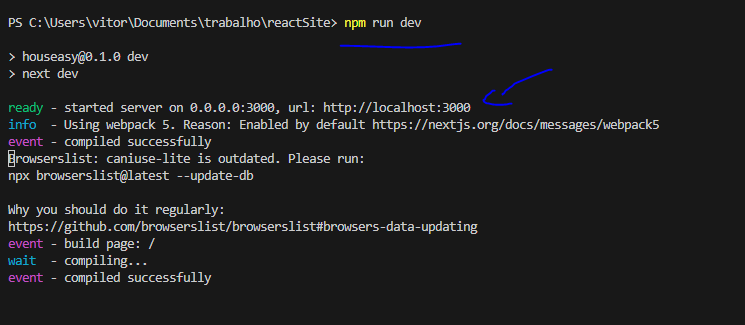 PS C:\Users\vitor\Documents\trabalho\reactSite> npm run dev
> houseasy@0.1.0 dev
> next dev
ready - started server on 0.0.0.0:3000, url: http://localhost:3000
info  - Using webpack 5. Reason: Enabled by default https://nextjs.org/docs/messages/webpack5
event - compiled successfully
Browserslist: caniuse-lite is outdated. Please run:
npx browserslist@latest --update-db
Why you should do it regularly:
https://github.com/browserslist/browserslist#browsers-data-updating
event - build page: /
wait  - compiling...
event - compiled successfully